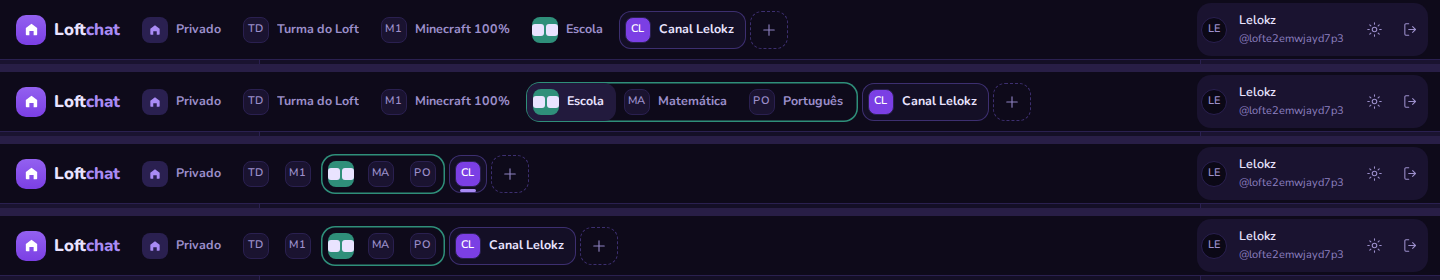 Loftchat Privado TD Turma do Loft M1 Minecraft 100% Escola CL Canal Lelokz + LE Lelokz
@lofte2emwjayd7p3
Loftchat Privado TD Turma do Loft M1 Minecraft 100% Escola MA Matemática PO Português CL Canal Lelokz + LE Lelokz
@lofte2emwjayd7p3
Loftchat Privado TD M1 MA PO CL + LE Lelokz
@lofte2emwjayd7p3
Loftchat Privado TD M1 MA PO CL Canal Lelokz + LE Lelokz
@lofte2emwjayd7p3